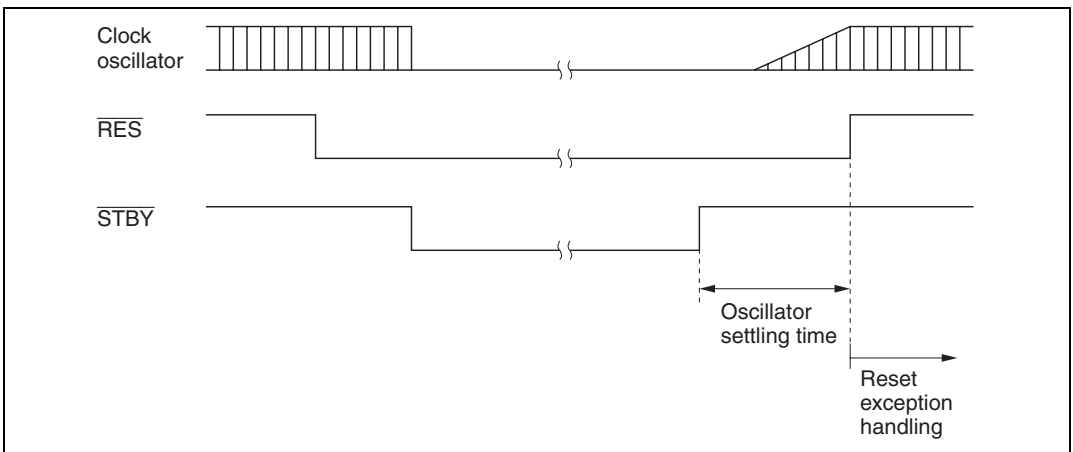 Clock
oscillator
RES
STBY
Oscillator
settling time
Reset
exception
handling